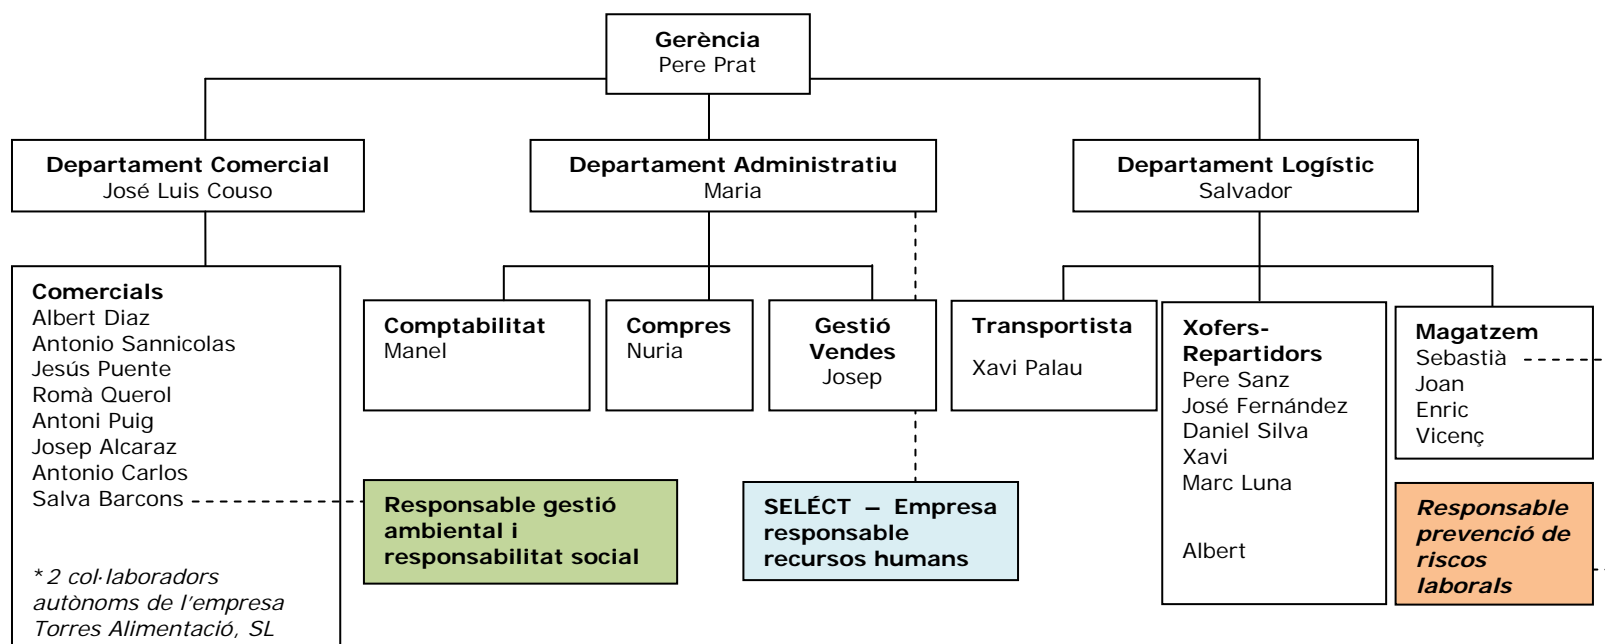 Gerència
Pere Prat
Departament Comercial
José Luis Couso
Departament Administratiu
Maria
Departament Logístic
Salvador
Comercials
Albert Diaz
Antonio Sannicolas
Jesús Puente
Romà Querol
Antoni Puig
Josep Alcaraz
Antonio Carlos
Salva Barcons
*2 col·laboradors
autònoms de l'empresa
Torres Alimentació, SL
Comptabilitat
Manel
Compres
Nuria
Gestió
Vendes
Josep
Transportista
Xavi Palau
Xofers-
Repartidors
Pere Sanz
José Fernández
Daniel Silva
Xavi
Marc Luna
Albert
Magatzem
Sebastià
Joan
Enric
Vicenç
Responsable gestió
ambiental i
responsabilitat social
SELÉCT – Empresa
responsable
recursos humans
Responsable
prevenció de
riscos
laborals